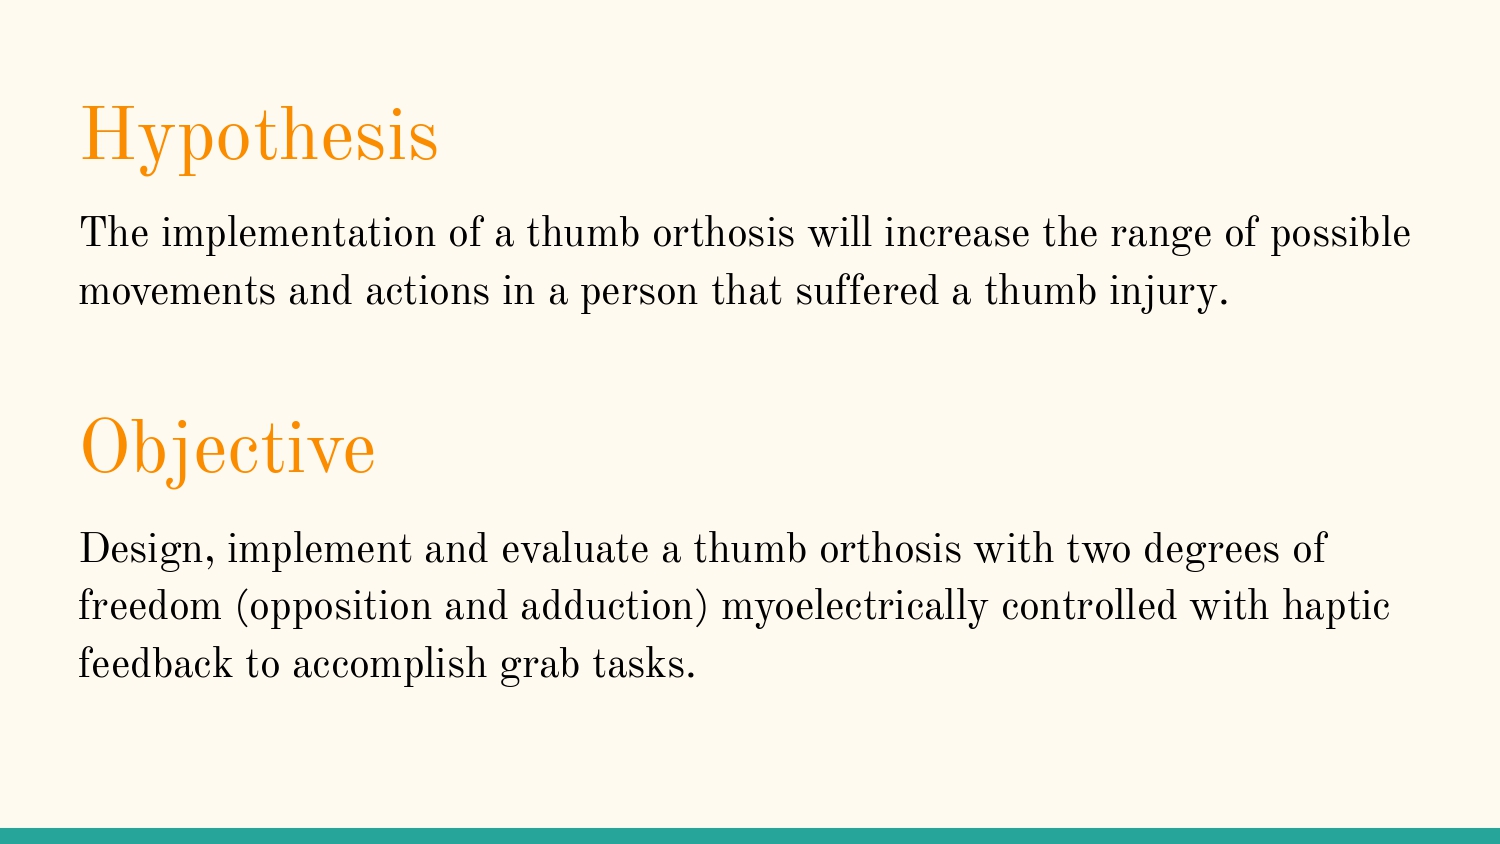 Hypothesis
The implementation of a thumb orthosis will increase the range of possible
movements and actions in a person that suffered a thumb injury.
Objective
Design, implement and evaluate a thumb orthosis with two degrees of
freedom (opposition and adduction) myoelectrically controlled with haptic
feedback to accomplish grab tasks.